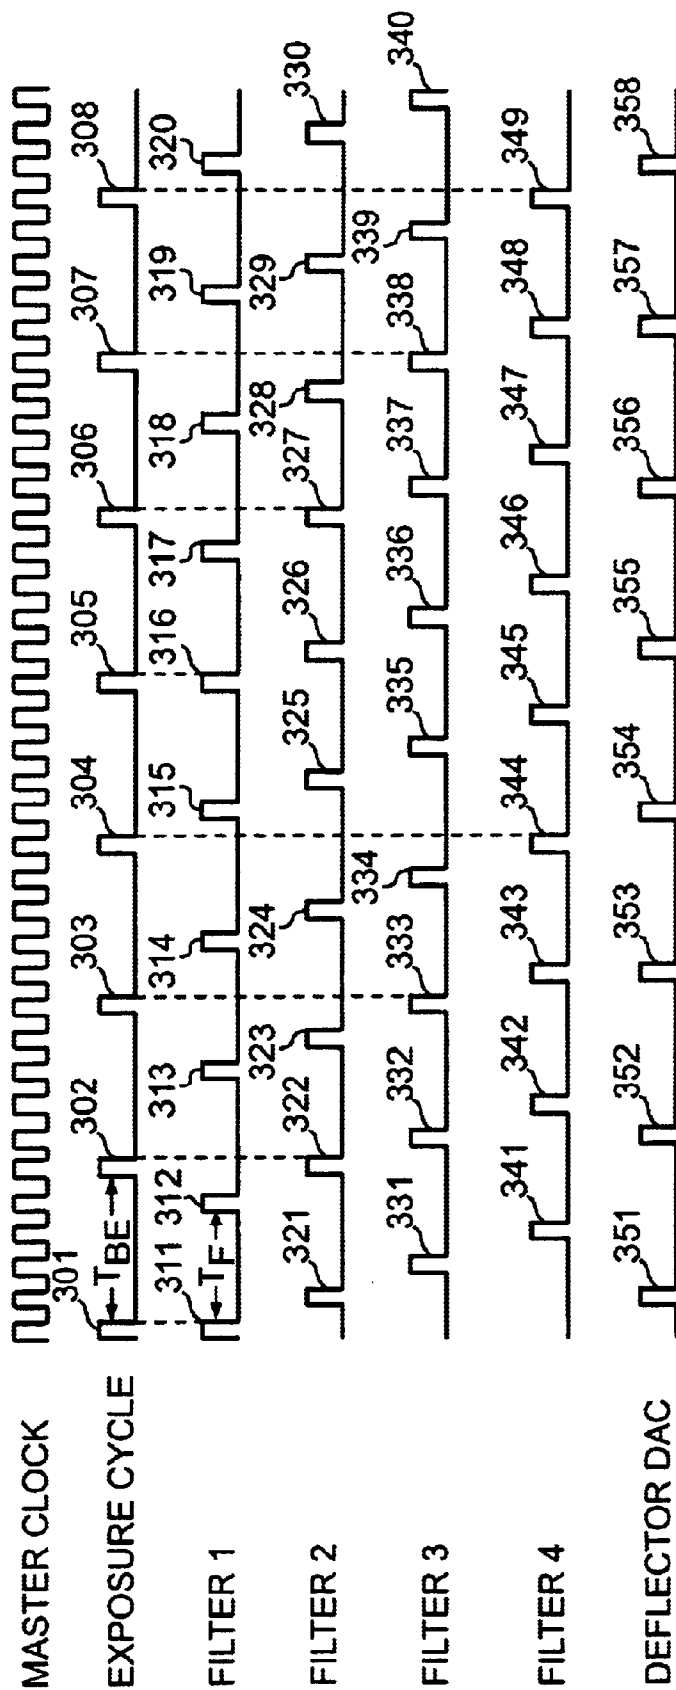 MASTER CLOCK
EXPOSURE CYCLE 301 TBE 302 303 304 305 306 307 308
FILTER 1 311 TF 312 313 314 315 316 317 318 319 320
FILTER 2 321 322 323 324 325 326 327 328 329 330
FILTER 3 331 332 333 334 335 336 337 338 339 340
FILTER 4 341 342 343 344 345 346 347 348 349
DEFLECTOR DAC 351 352 353 354 355 356 357 358